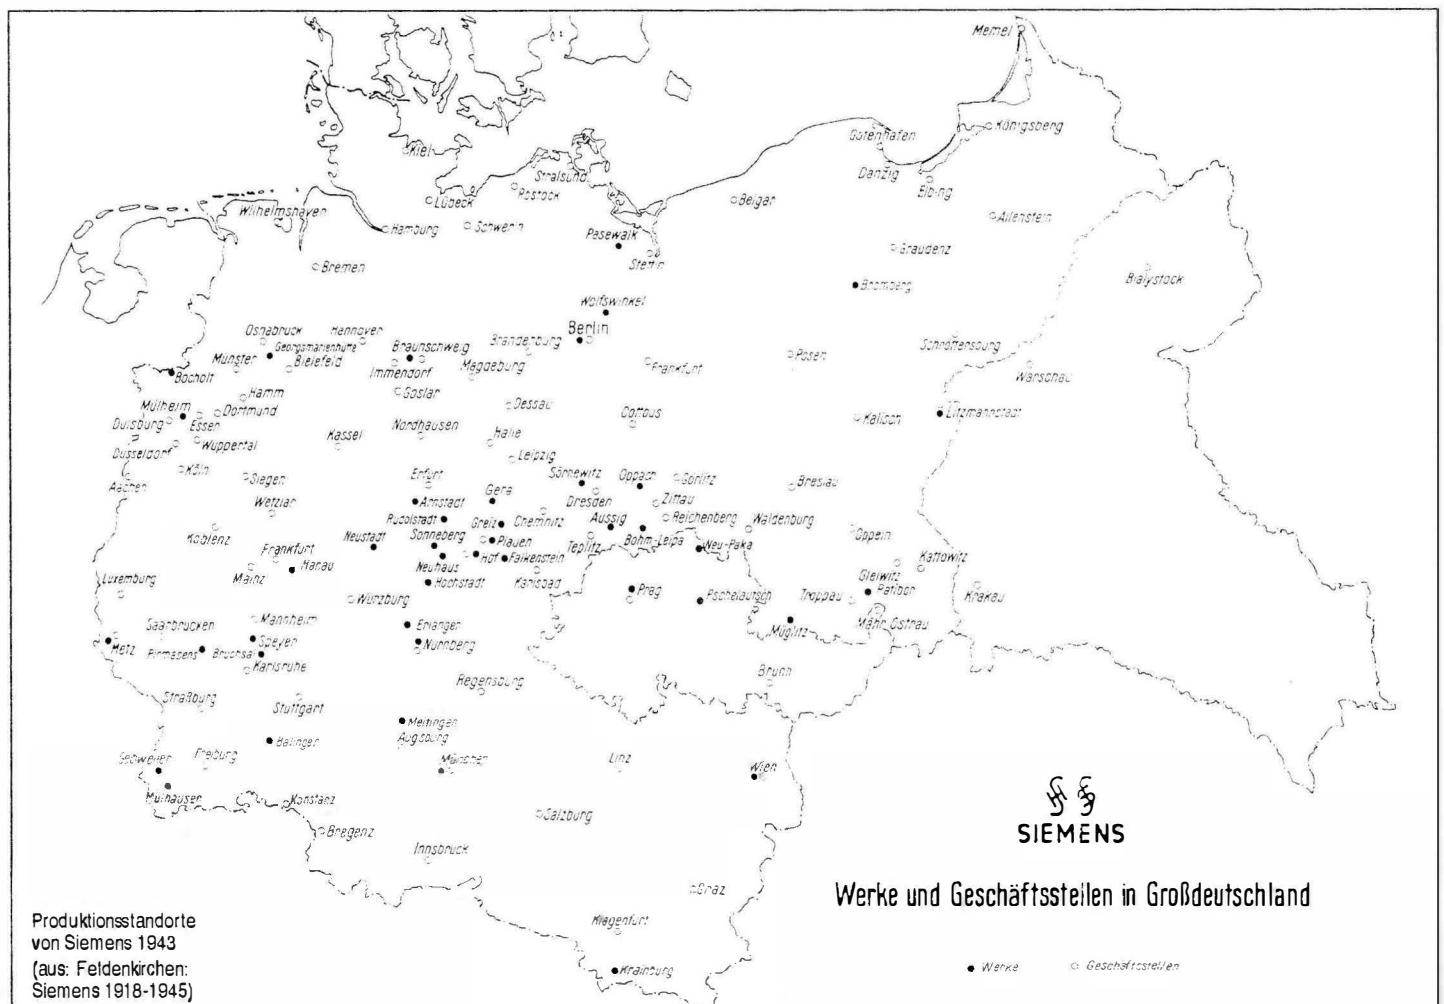 Memel
Gotenhafen
Königsberg
Kiel
Danzig
Elbing
Stralsund
Rostock
Lübeck
Belgar
Wilhelmshaven
Hamburg
Schwerin
Allenstein
Pasewalk
Stettin
Graudenz
Bremen
Bialystock
Bromberg
Wolfswinkel
Berlin
Osnabruck
Hannover
Brandenburg
Georgsmarienhütte
Braunschweig
Münster
Bielefeld
Immendorf
Magdeburg
Frankfurt
Posen
Warschau
Bocholt
Hamm
Goslar
Dessau
Cottbus
Kalisch
Litzmannstadt
Mülheim
Dortmund
Duisburg
Essen
Wuppertal
Kassel
Nordhausen
Halle
Düsseldorf
Köln
Leipzig
Aachen
Siegen
Erfurt
Gera
Sörnewitz
Oppach
Görlitz
Breslau
Wetzlar
Arnstadt
Dresden
Zittau
Rudolstadt
Greiz
Chemnitz
Aussig
Reichenberg
Waldenburg
Oppeln
Koblenz
Neustadt
Sonneberg
Plauen
Teplitz
Böhm-Leipa
Weu-Paka
Kattowitz
Frankfurt
Hanau
Mainz
Neuhaus
Hof
Falkenstein
Karlsbad
Gleiwitz
Luxemburg
Höchstadt
Prag
Pschelautsch
Troppau
Ratibor
Krakau
Würzburg
Saarbrücken
Mannheim
Erlangen
Müglitz
Mähr Ostrau
Metz
Pirmasens
Speyer
Bruchsal
Nürnberg
Karlsruhe
Regensburg
Brünn
Straßburg
Stuttgart
Meitingen
Augsburg
Balingen
Freiburg
München
Linz
Wien
Mülhausen
Konstanz
Bregenz
Salzburg
Innsbruck
Graz
Klagenfurt
Krainburg
SIEMENS
Werke und Geschäftsstellen in Großdeutschland
Werke
Geschäftsstellen
Produktionsstandorte
von Siemens 1943
(aus: Feldenkirchen:
Siemens 1918-1945)